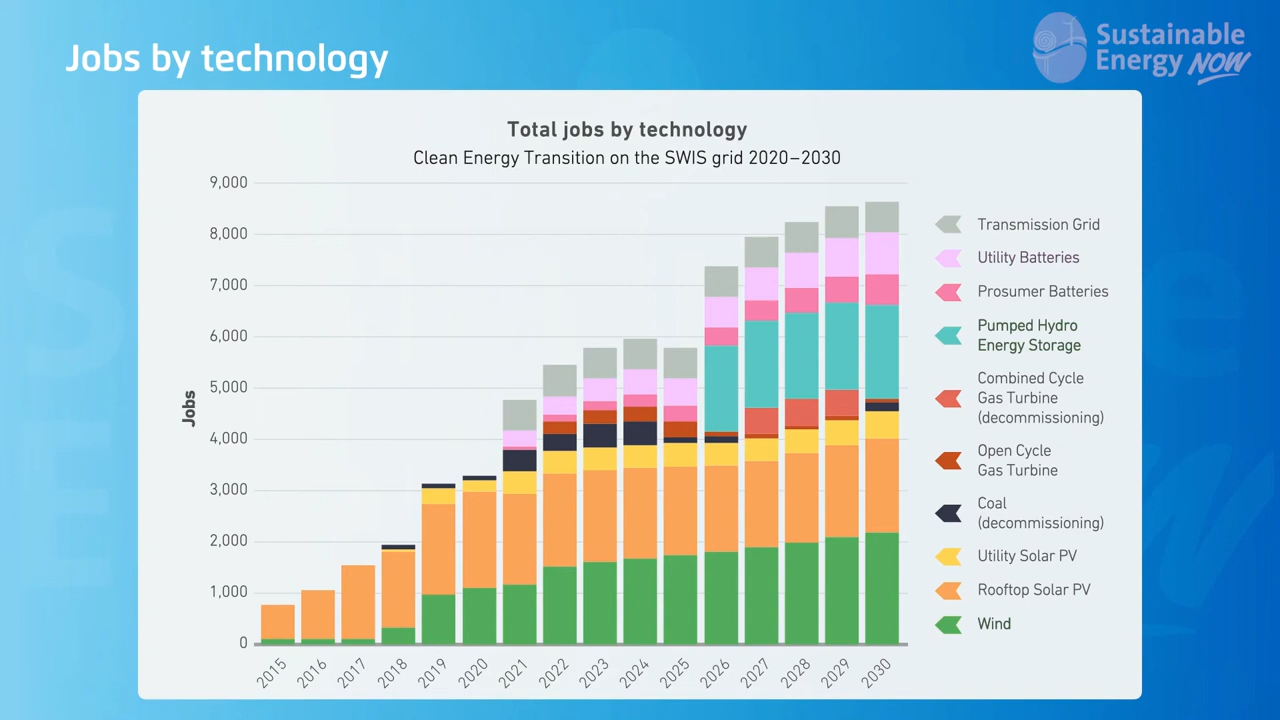 Jobs by technology
Sustainable
Energy NOW
Total jobs by technology
Clean Energy Transition on the SWIS grid 2020–2030
9,000
8,000
7,000
6,000
5,000
4,000
3,000
2,000
1,000
0
Jobs
2015
2016
2017
2018
2019
2020
2021
2022
2023
2024
2025
2026
2027
2028
2029
2030
Transmission Grid
Utility Batteries
Prosumer Batteries
Pumped Hydro
Energy Storage
Combined Cycle
Gas Turbine
(decommissioning)
Open Cycle
Gas Turbine
Coal
(decommissioning)
Utility Solar PV
Rooftop Solar PV
Wind